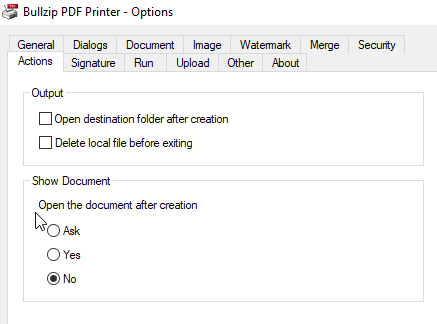 Bullzip PDF Printer - Options
General Dialogs Document Image Watermark Merge Security
Actions Signature Run Upload Other About
Output
Open destination folder after creation
Delete local file before exiting
Show Document
Open the document after creation
Ask
Yes
No